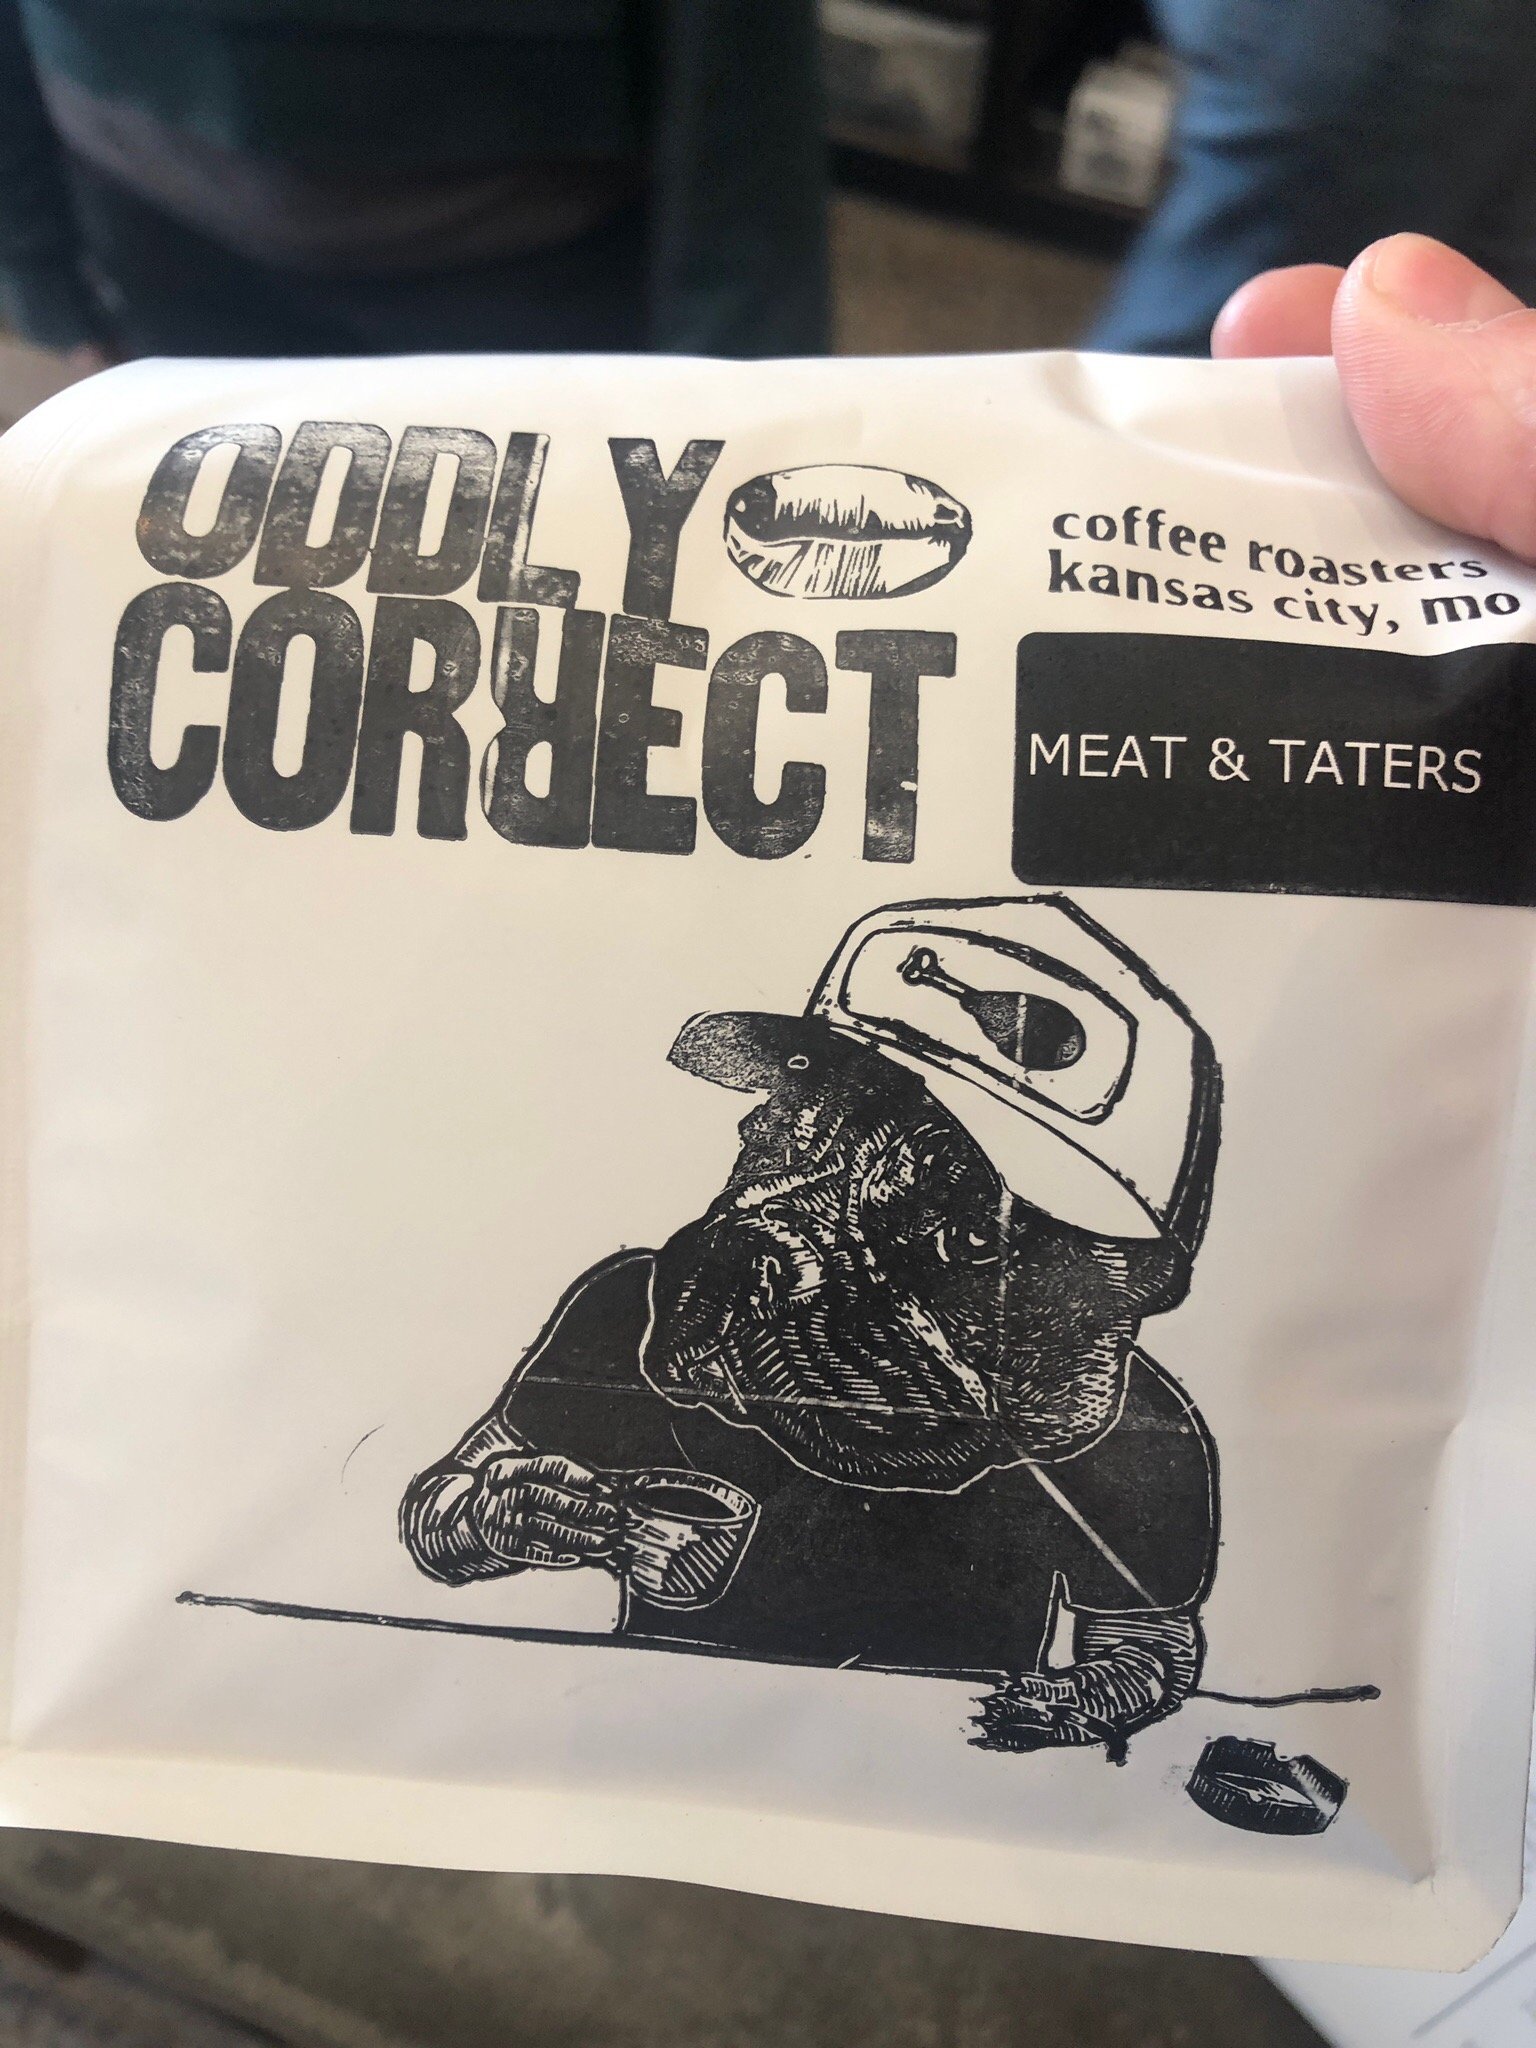 ODDLY
CORRECT
coffee roasters
kansas city, mo
MEAT & TATERS